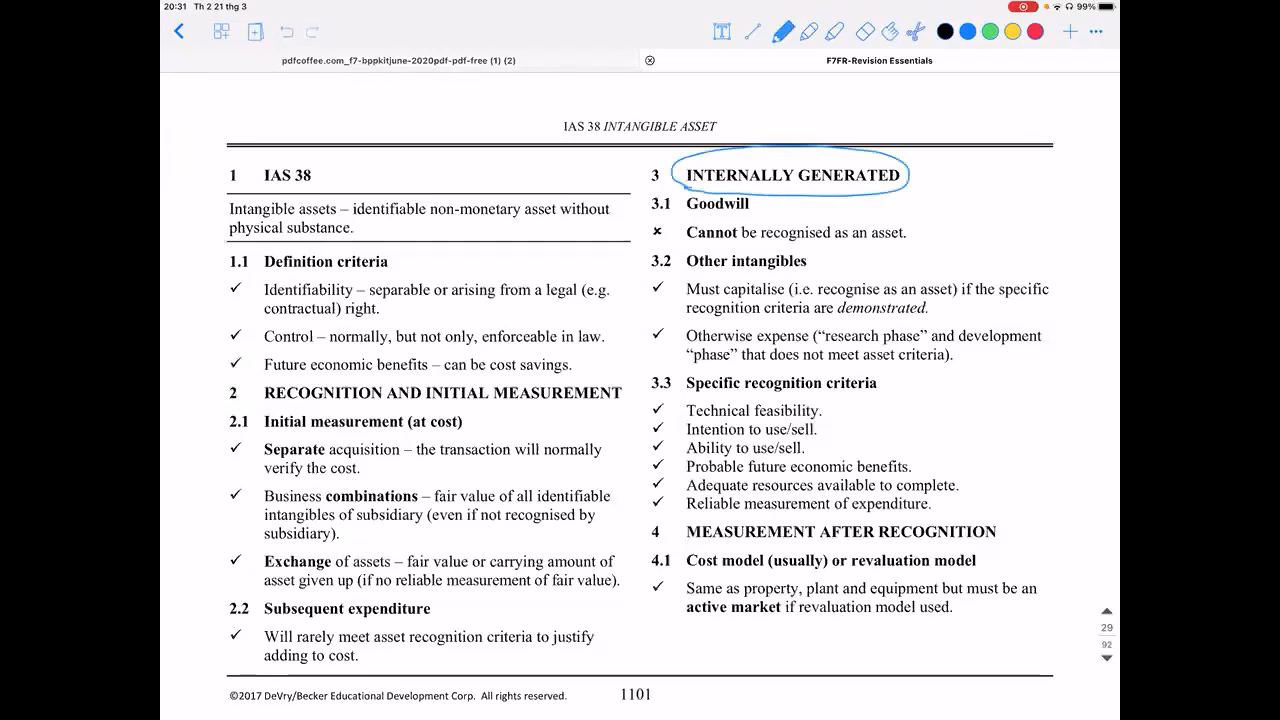 20:31 Th 2 21 thg 3
99%
pdfcoffee.com_f7-bppkitjune-2020pdf-pdf-free (1) (2)
F7FR-Revision Essentials
IAS 38 INTANGIBLE ASSET
1 IAS 38
Intangible assets – identifiable non-monetary asset without
physical substance.
1.1 Definition criteria
✓ Identifiability – separable or arising from a legal (e.g.
contractual) right.
✓ Control – normally, but not only, enforceable in law.
✓ Future economic benefits – can be cost savings.
2 RECOGNITION AND INITIAL MEASUREMENT
2.1 Initial measurement (at cost)
✓ Separate acquisition – the transaction will normally
verify the cost.
✓ Business combinations – fair value of all identifiable
intangibles of subsidiary (even if not recognised by
subsidiary).
✓ Exchange of assets – fair value or carrying amount of
asset given up (if no reliable measurement of fair value).
2.2 Subsequent expenditure
✓ Will rarely meet asset recognition criteria to justify
adding to cost.
3 INTERNALLY GENERATED
3.1 Goodwill
× Cannot be recognised as an asset.
3.2 Other intangibles
✓ Must capitalise (i.e. recognise as an asset) if the specific
recognition criteria are demonstrated.
✓ Otherwise expense (“research phase” and development
“phase” that does not meet asset criteria).
3.3 Specific recognition criteria
✓ Technical feasibility.
✓ Intention to use/sell.
✓ Ability to use/sell.
✓ Probable future economic benefits.
✓ Adequate resources available to complete.
✓ Reliable measurement of expenditure.
4 MEASUREMENT AFTER RECOGNITION
4.1 Cost model (usually) or revaluation model
✓ Same as property, plant and equipment but must be an
active market if revaluation model used.
29
92
©2017 DeVry/Becker Educational Development Corp. All rights reserved.
1101